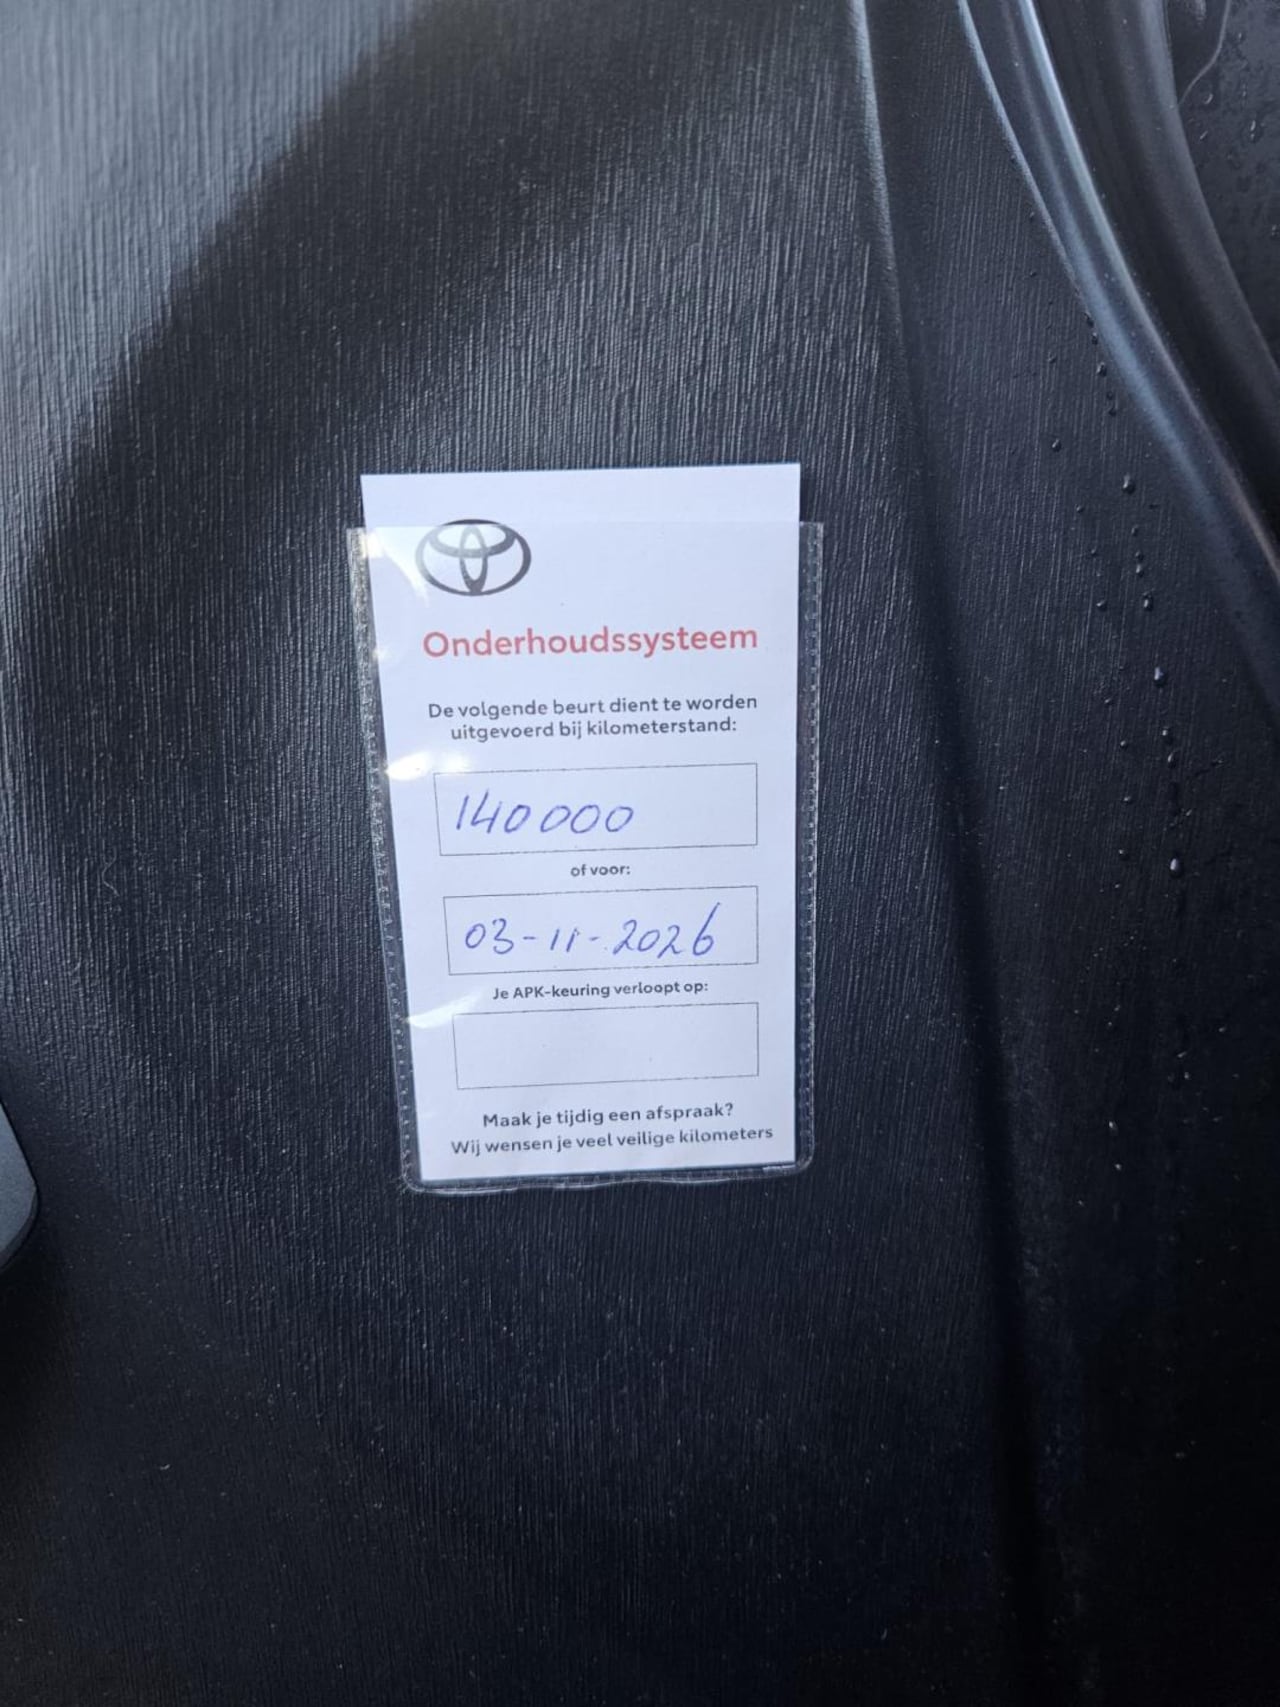 Onderhoudssysteem
De volgende beurt dient te worden
uitgevoerd bij kilometerstand:
140000
of voor:
03-11-2026
Je APK-keuring verloopt op:
Maak je tijdig een afspraak?
Wij wensen je veel veilige kilometers